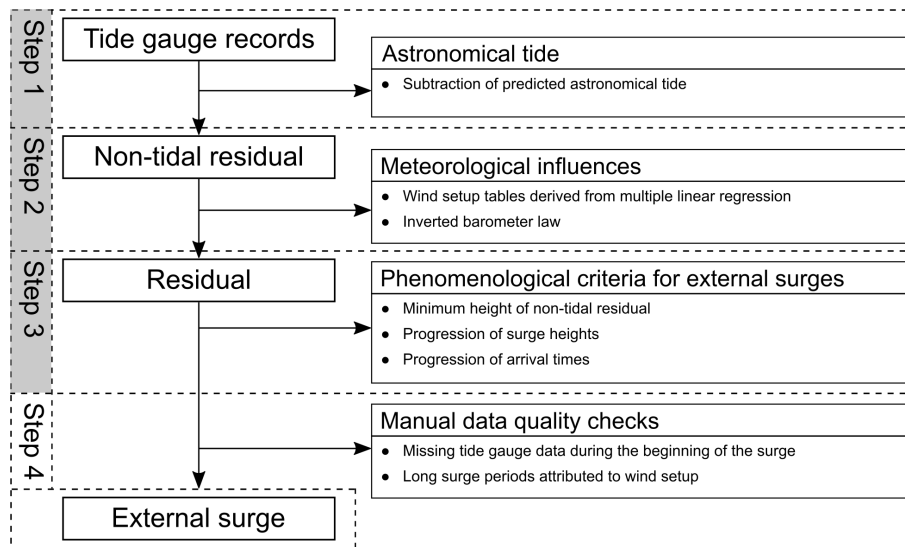 Step 1
Tide gauge records
Astronomical tide
• Subtraction of predicted astronomical tide
Step 2
Non-tidal residual
Meteorological influences
• Wind setup tables derived from multiple linear regression
• Inverted barometer law
Step 3
Residual
Phenomenological criteria for external surges
• Minimum height of non-tidal residual
• Progression of surge heights
• Progression of arrival times
Step 4
Manual data quality checks
• Missing tide gauge data during the beginning of the surge
• Long surge periods attributed to wind setup
External surge